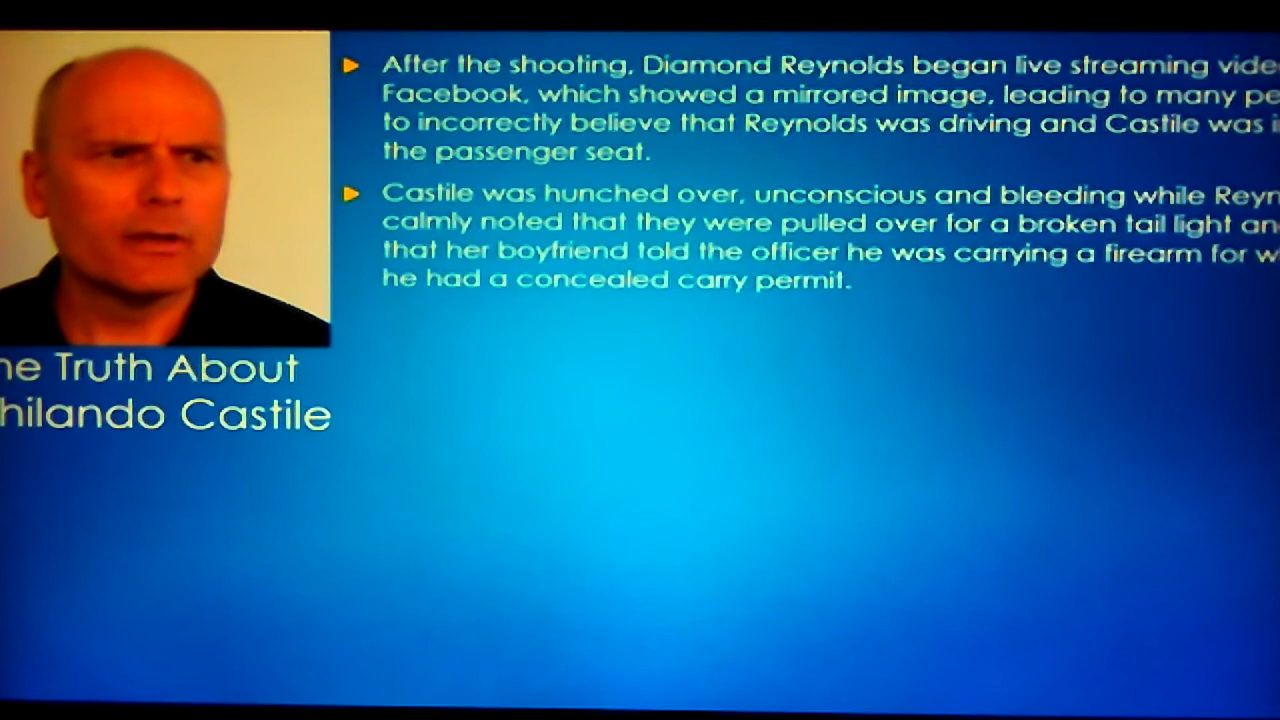 After the shooting, Diamond Reynolds began live streaming vide
Facebook, which showed a mirrored image, leading to many pe
to incorrectly believe that Reynolds was driving and Castile was i
the passenger seat.
Castile was hunched over, unconscious and bleeding while Reyn
calmly noted that they were pulled over for a broken tail light an
that her boyfriend told the officer he was carrying a firearm for w
he had a concealed carry permit.
he Truth About
hilando Castile